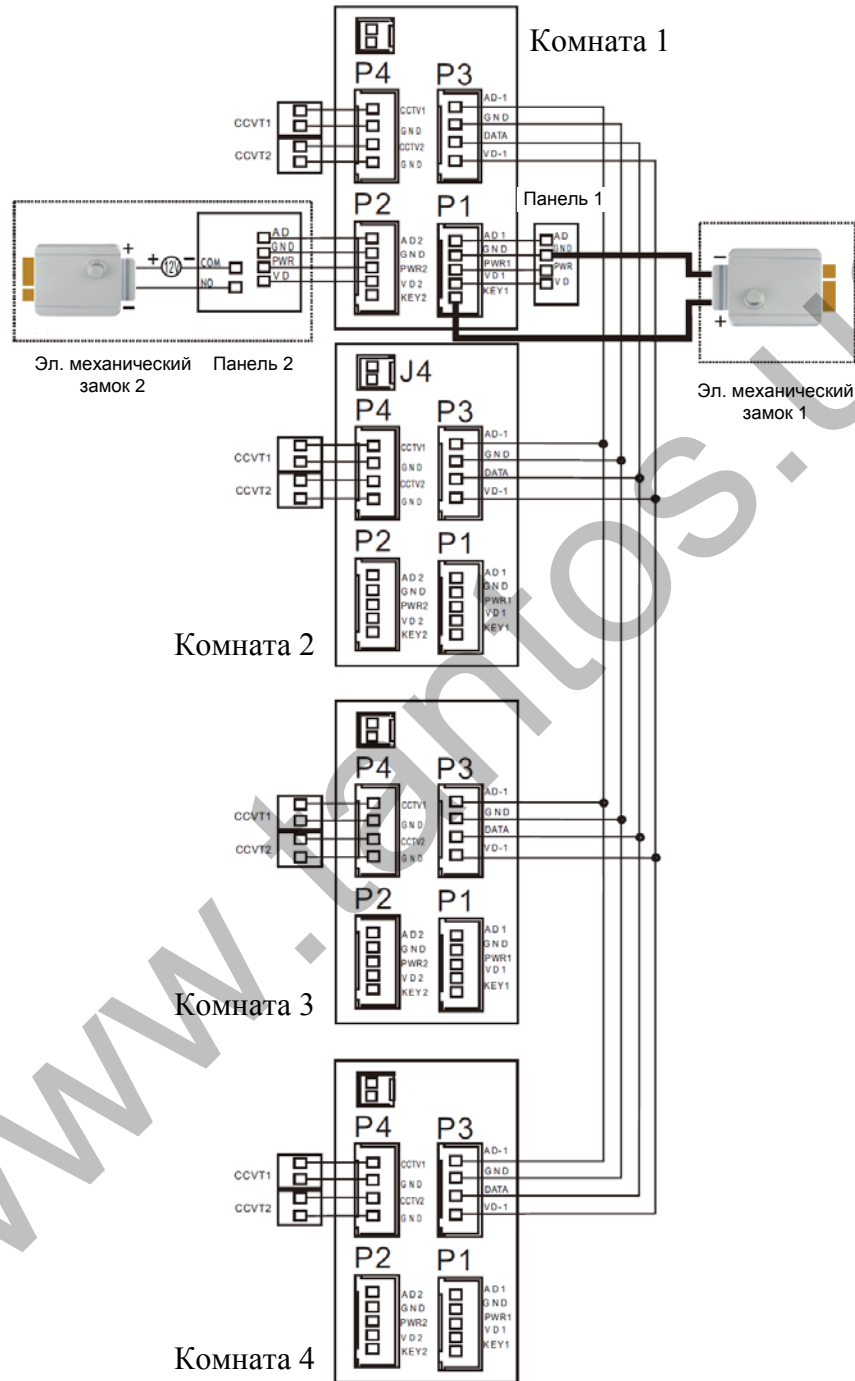 Комната 1
P4
P3
CCVT1
CCVT2
CCTV1
GND
CCTV2
GND
AD-1
GND
DATA
VD-1
P2
P1
Панель 1
+
−
+
12V
−
COM
NO
AD
GND
PWR
VD
AD2
GND
PWR2
VD2
KEY2
AD1
GND
PWR1
VD1
KEY1
AD
GND
PWR
VD
−
+
Эл. механический
замок 2
Панель 2
Эл. механический
замок 1
J4
P4
P3
CCVT1
CCVT2
CCTV1
GND
CCTV2
GND
AD-1
GND
DATA
VD-1
P2
P1
AD2
GND
PWR2
VD2
KEY2
AD1
GND
PWR1
VD1
KEY1
Комната 2
P4
P3
CCVT1
CCVT2
CCTV1
GND
CCTV2
GND
AD-1
GND
DATA
VD-1
P2
P1
AD2
GND
PWR2
VD2
KEY2
AD1
GND
PWR1
VD1
KEY1
Комната 3
P4
P3
CCVT1
CCVT2
CCTV1
GND
CCTV2
GND
AD-1
GND
DATA
VD-1
P2
P1
AD2
GND
PWR2
VD2
KEY2
AD1
GND
PWR1
VD1
KEY1
Комната 4
www.tantos.u